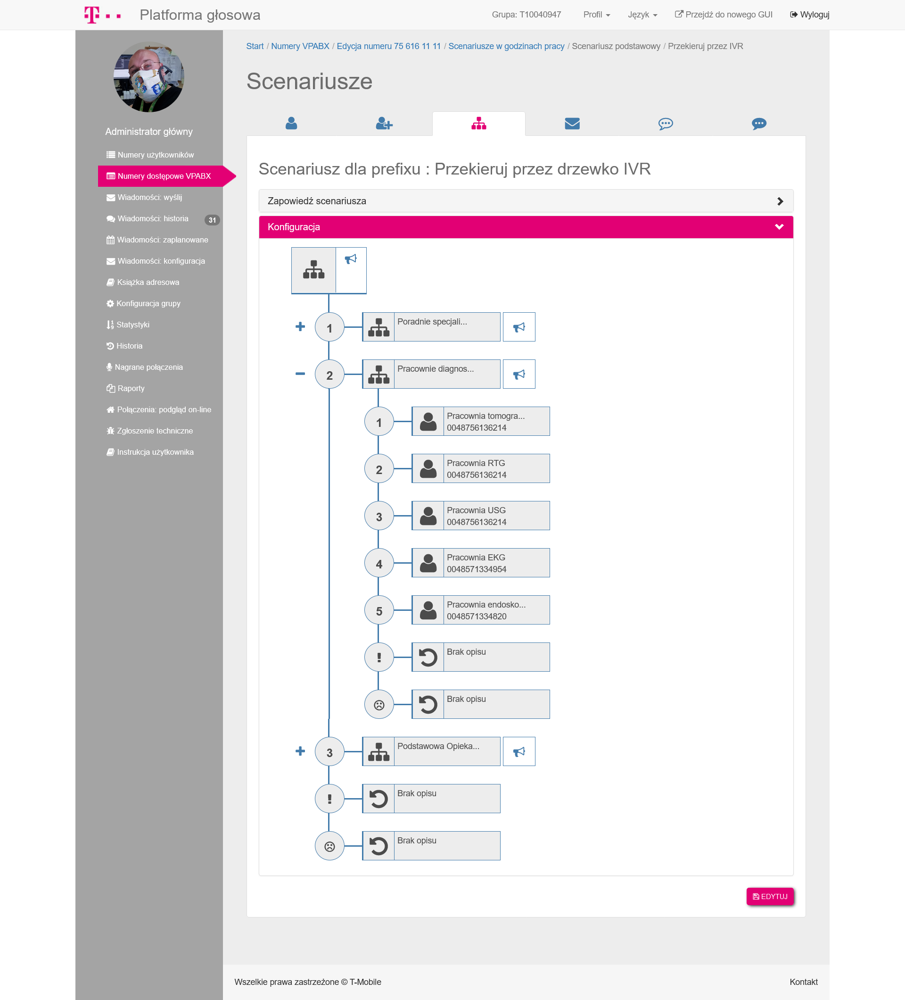 T
Platforma głosowa
Grupa: T10040947
Profil
Język
Przejdź do nowego GUI
Wyloguj
Start / Numery VPABX / Edycja numeru 75 616 11 11 / Scenariusze w godzinach pracy / Scenariusz podstawowy / Przekieruj przez IVR
Scenariusze
Administrator główny
Numery użytkowników
Numery dostępowe VPABX
Wiadomości: wyślij
Wiadomości: historia 31
Wiadomości: zaplanowane
Wiadomości: konfiguracja
Książka adresowa
Konfiguracja grupy
Statystyki
Historia
Nagrane połączenia
Raporty
Połączenia: podgląd on-line
Zgłoszenie techniczne
Instrukcja użytkownika
Scenariusz dla prefixu : Przekieruj przez drzewko IVR
Zapowiedź scenariusza
Konfiguracja
1
Poradnie specjali...
2
Pracownie diagnos...
1
Pracownia tomogra...
0048756136214
2
Pracownia RTG
0048756136214
3
Pracownia USG
0048756136214
4
Pracownia EKG
0048571334954
5
Pracownia endosko...
0048571334820
!
Brak opisu
Brak opisu
3
Podstawowa Opieka...
!
Brak opisu
Brak opisu
EDYTUJ
Wszelkie prawa zastrzeżone © T-Mobile
Kontakt